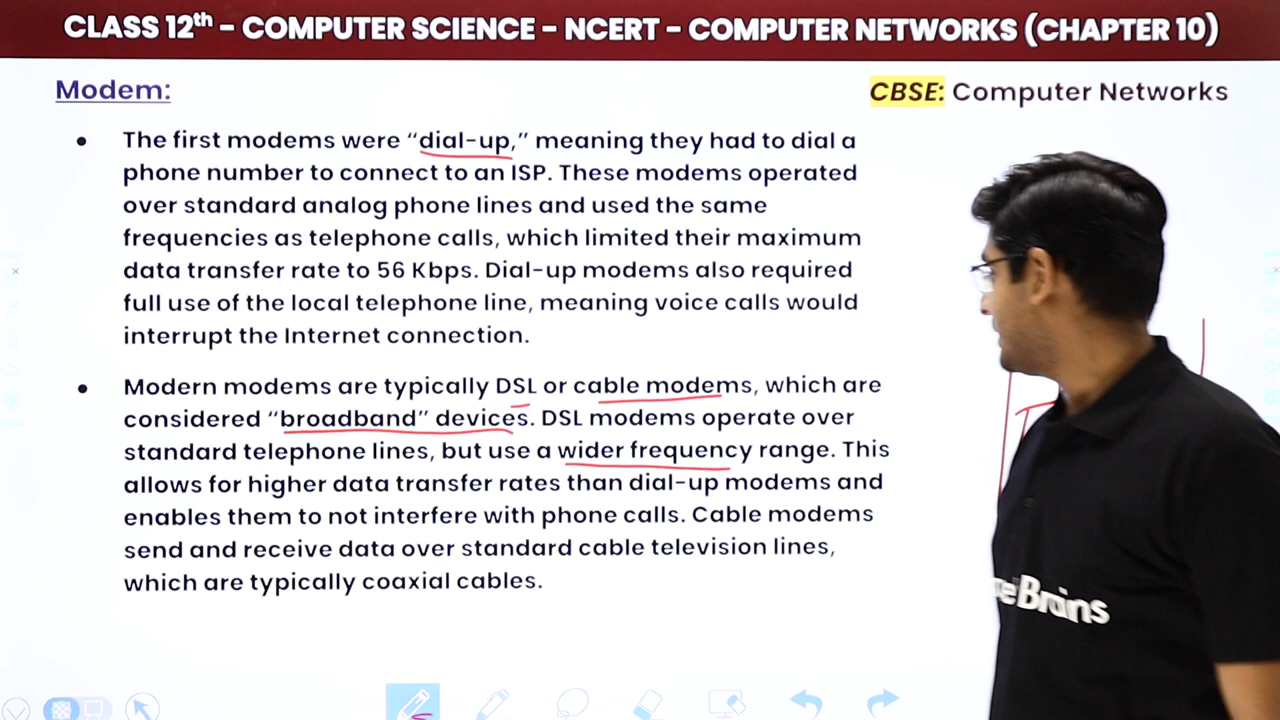 CLASS 12th – COMPUTER SCIENCE – NCERT – COMPUTER NETWORKS (CHAPTER 10)
Modem:
CBSE: Computer Networks
● The first modems were “dial-up,” meaning they had to dial a
phone number to connect to an ISP. These modems operated
over standard analog phone lines and used the same
frequencies as telephone calls, which limited their maximum
data transfer rate to 56 Kbps. Dial-up modems also required
full use of the local telephone line, meaning voice calls would
interrupt the Internet connection.
● Modern modems are typically DSL or cable modems, which are
considered “broadband” devices. DSL modems operate over
standard telephone lines, but use a wider frequency range. This
allows for higher data transfer rates than dial-up modems and
enables them to not interfere with phone calls. Cable modems
send and receive data over standard cable television lines,
which are typically coaxial cables.
Brains